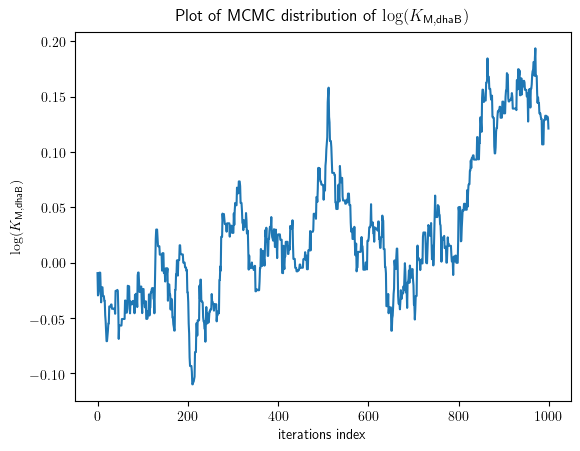 Plot of MCMC distribution of log(K_M,dhaB)
0.20
0.15
0.10
0.05
0.00
−0.05
−0.10
log(K_M,dhaB)
0 200 400 600 800 1000
iterations index